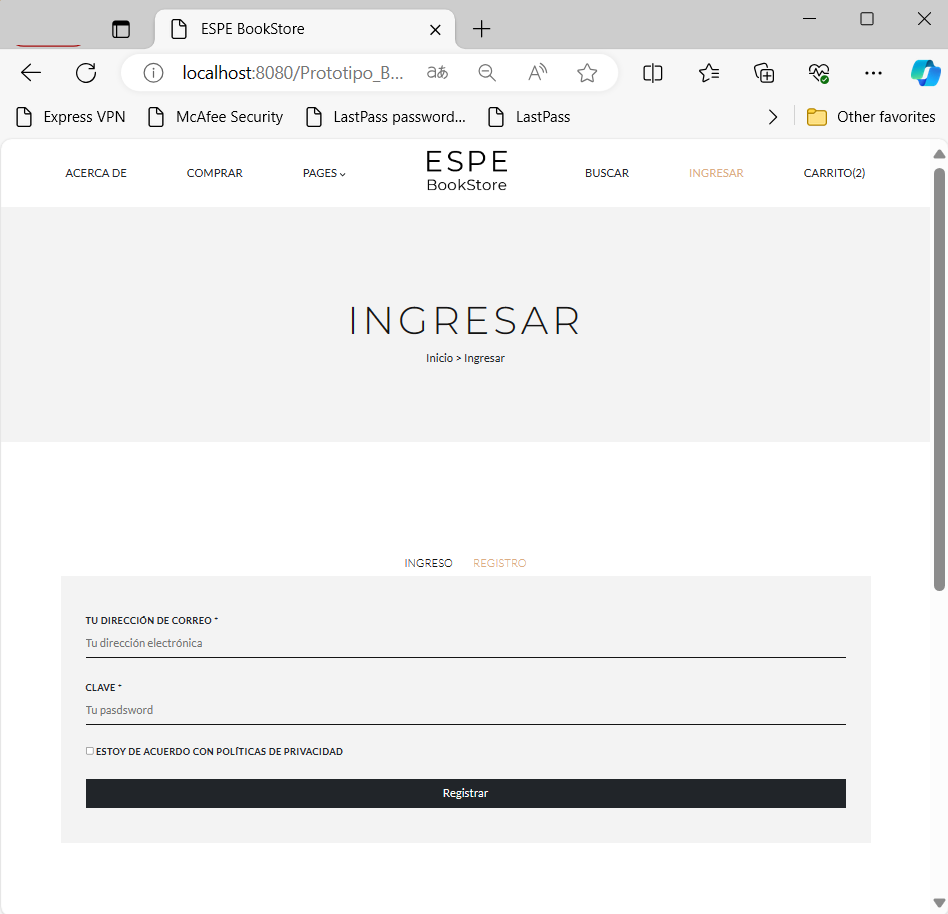 ESPE BookStore
localhost:8080/Prototipo_B...
Express VPN McAfee Security LastPass password... LastPass Other favorites
ACERCA DE COMPRAR PAGES ESPE BookStore BUSCAR INGRESAR CARRITO(2)
INGRESAR
Inicio > Ingresar
INGRESO REGISTRO
TU DIRECCIÓN DE CORREO *
Tu dirección electrónica
CLAVE *
Tu pasdsword
ESTOY DE ACUERDO CON POLÍTICAS DE PRIVACIDAD
Registrar